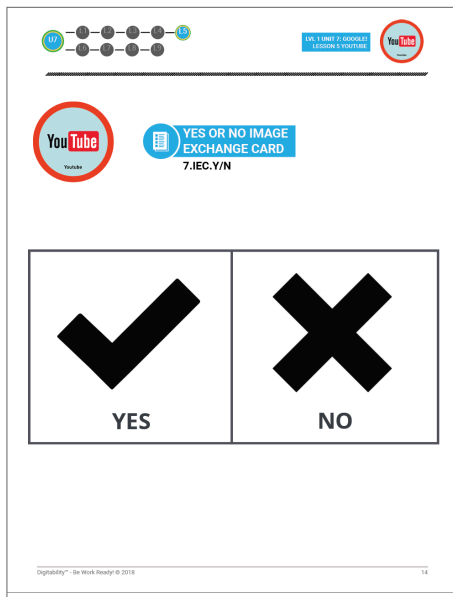 U7
L1
L2
L3
L4
L5
L6
L7
L8
L9
LVL 1 UNIT 7: GOOGLE!
LESSON 5 YOUTUBE
YouTube
Youtube
YouTube
Youtube
YES OR NO IMAGE
EXCHANGE CARD
7.IEC.Y/N
YES
NO
Digitability™ - Be Work Ready! © 2018
14